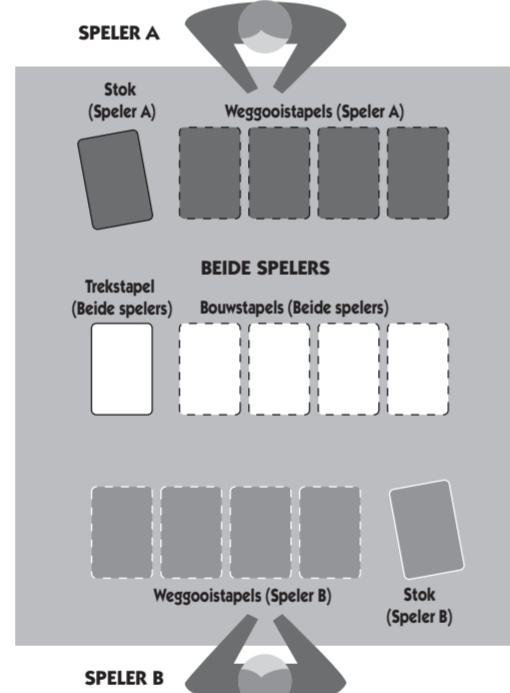 SPELER A
Stok
(Speler A)
Weggooistapels (Speler A)
BEIDE SPELERS
Trekstapel
(Beide spelers)
Bouwstapels (Beide spelers)
Weggooistapels (Speler B)
Stok
(Speler B)
SPELER B